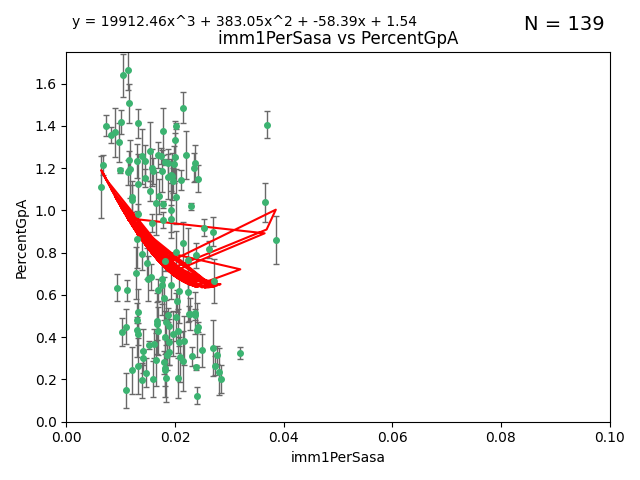 y = 19912.46x^3 + 383.05x^2 + -58.39x + 1.54
N = 139
imm1PerSasa vs PercentGpA
1.6
1.4
1.2
1.0
0.8
0.6
0.4
0.2
0.0
PercentGpA
0.00 0.02 0.04 0.06 0.08 0.10
imm1PerSasa